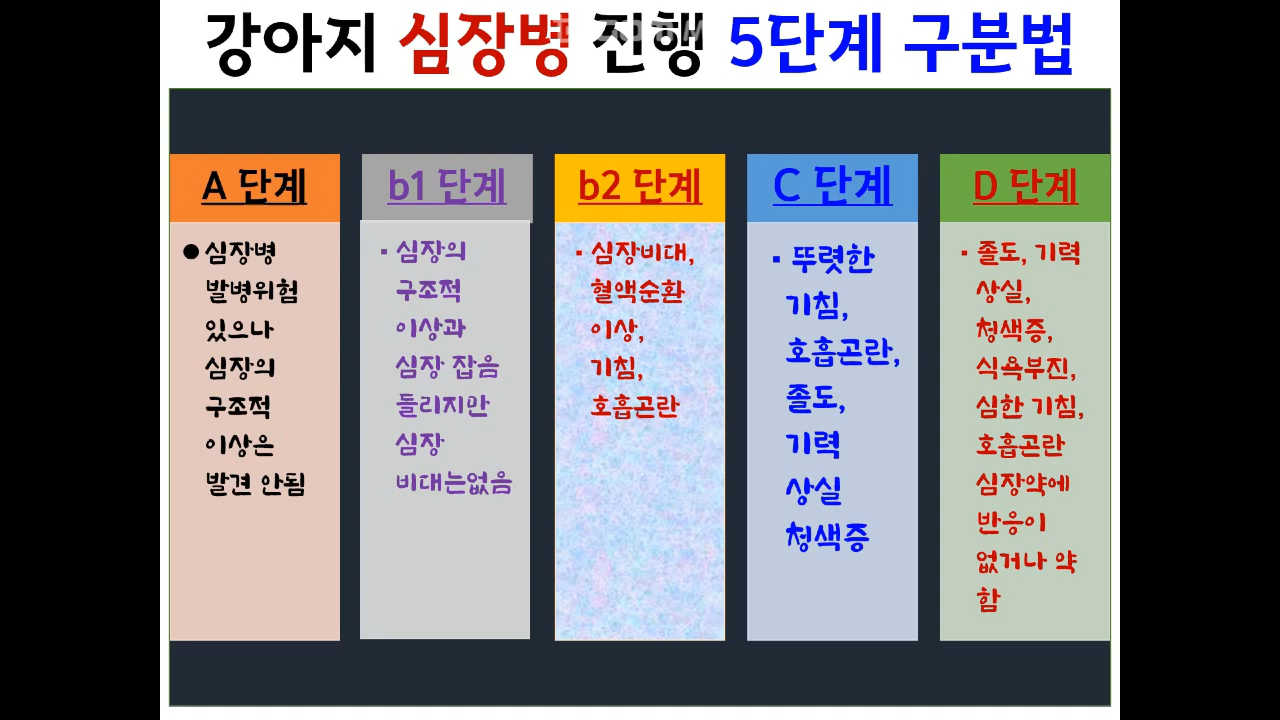 강아지 심장병 진행 5단계 구분법
A 단계
● 심장병
발병위험
있으나
심장의
구조적
이상은
발견 안됨
b1 단계
▪ 심장의
구조적
이상과
심장 잡음
들리지만
심장
비대는없음
b2 단계
▪ 심장비대,
혈액순환
이상,
기침,
호흡곤란
C 단계
▪ 뚜렷한
기침,
호흡곤란,
졸도,
기력
상실
청색증
D 단계
▪ 졸도, 기력
상실,
청색증,
식욕부진,
심한 기침,
호흡곤란
심장약에
반응이
없거나 약
함